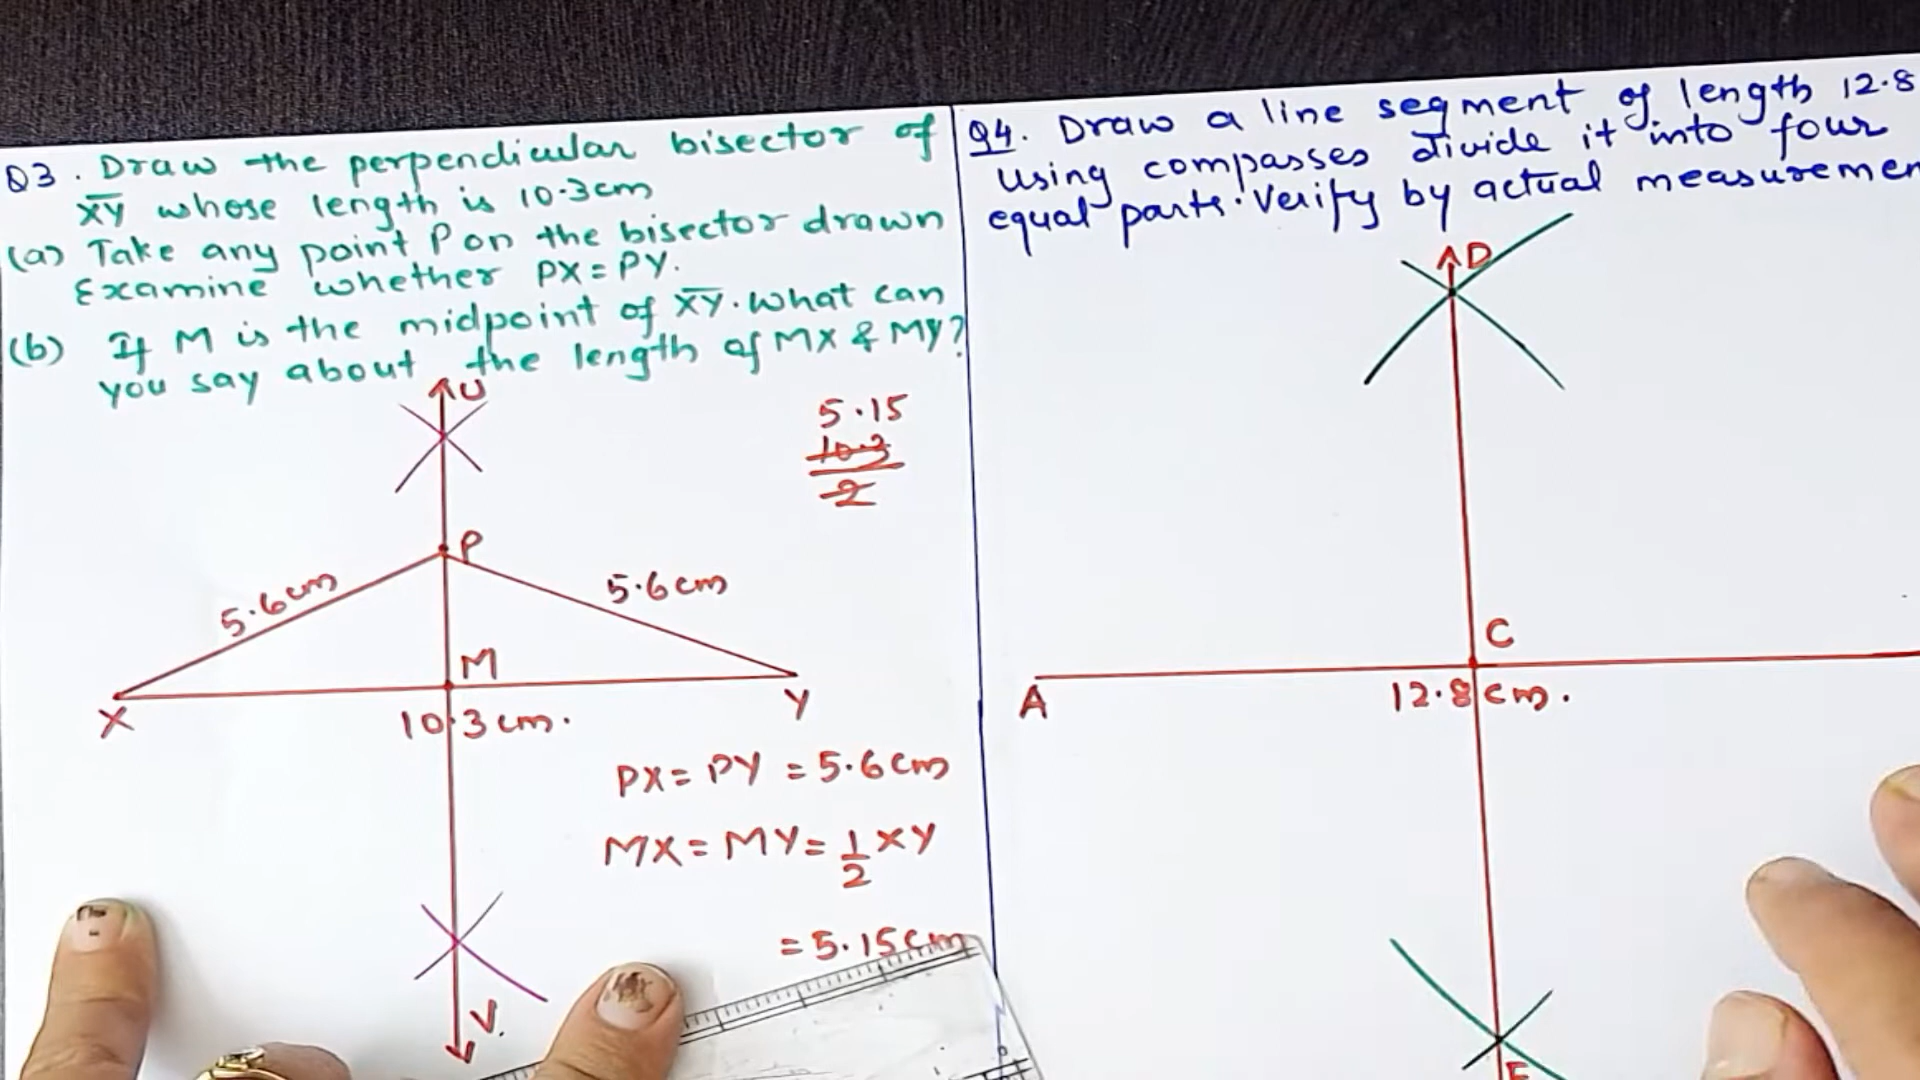 Q3. Draw the perpendicular bisector of
XY whose length is 10.3cm
(a) Take any point P on the bisector drawn
Examine whether PX = PY.
(b) If M is the midpoint of XY. What can
you say about the length of MX & MY?
U
5.15
10.3
2
P
5.6cm
5.6cm
M
X
Y
10.3cm.
PX = PY = 5.6cm
MX = MY = 1/2 XY
= 5.15cm
V.
Q4. Draw a line segment of length 12.8
Using compasses divide it into four
equal parts. Verify by actual
D
C
A
12.8cm.
E